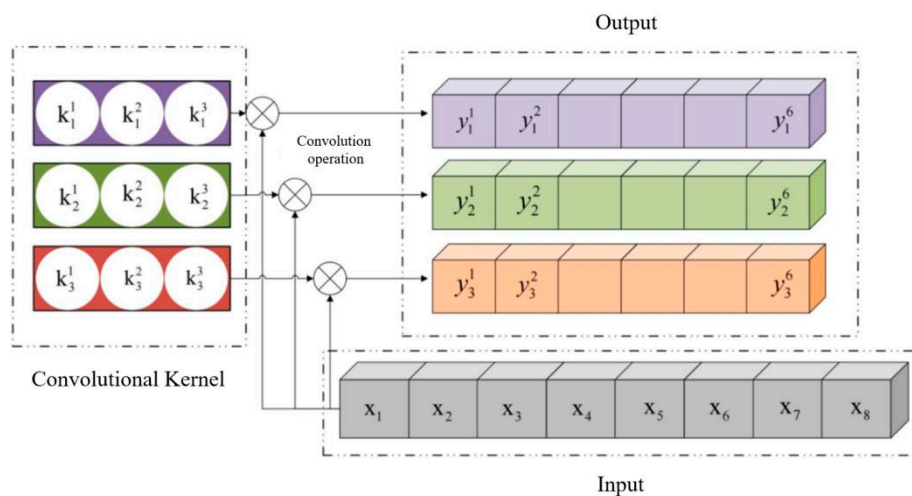 Output
k₁¹ k₁² k₁³
y₁¹ y₁² y₁⁶
Convolution
operation
k₂¹ k₂² k₂³
y₂¹ y₂² y₂⁶
k₃¹ k₃² k₃³
y₃¹ y₃² y₃⁶
Convolutional Kernel
x₁ x₂ x₃ x₄ x₅ x₆ x₇ x₈
Input